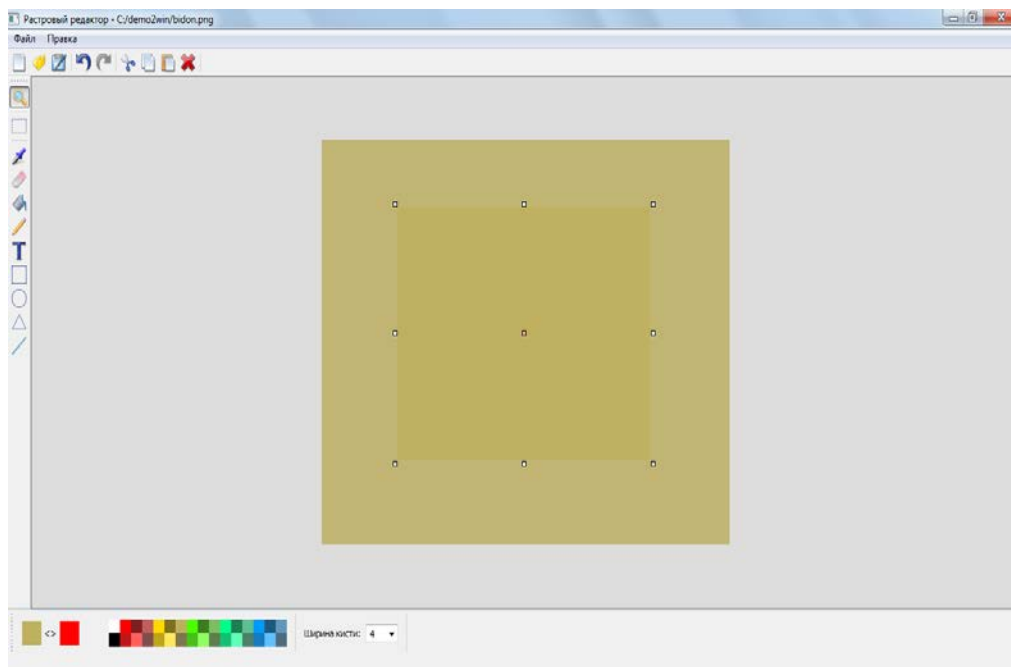 Растровый редактор - C:/demo2win/bidon.png
Файл Правка
T
Ширина кисти: 4